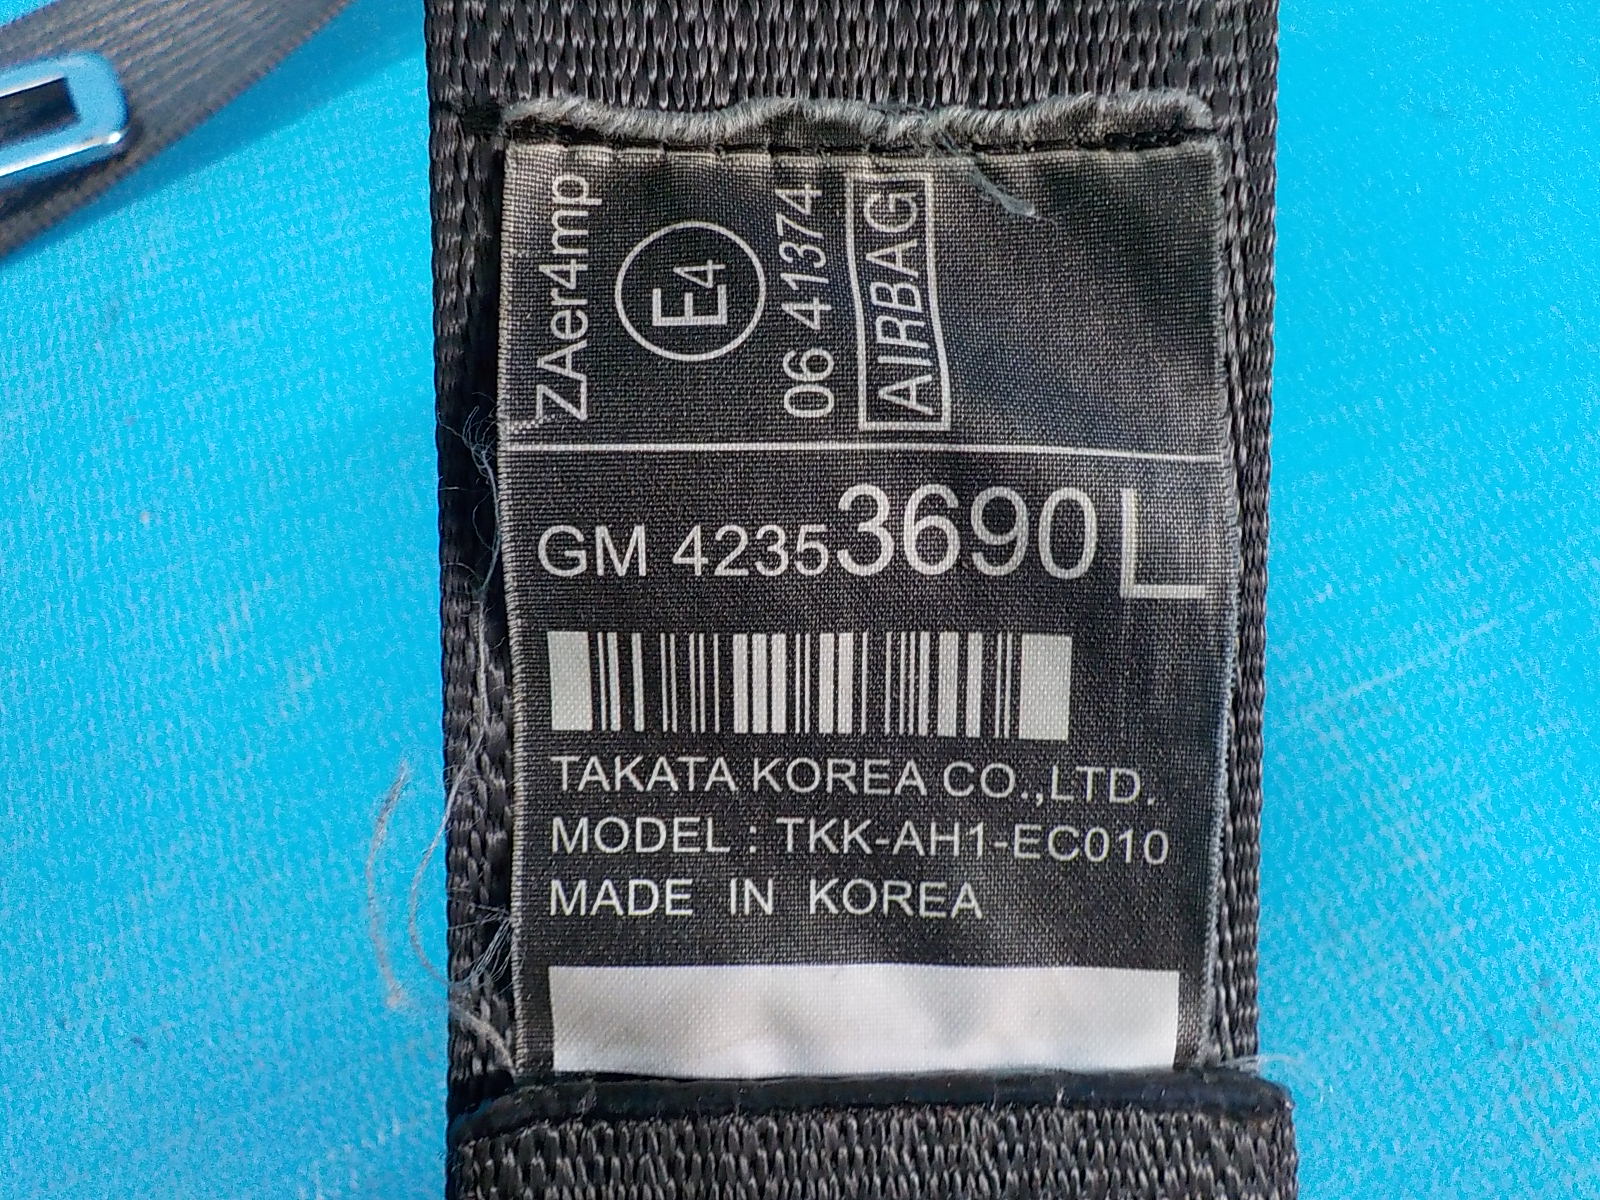 ZAer4mp
E4
06 41374
AIRBAG
GM 42353690 L
TAKATA KOREA CO.,LTD.
MODEL : TKK-AH1-EC010
MADE IN KOREA